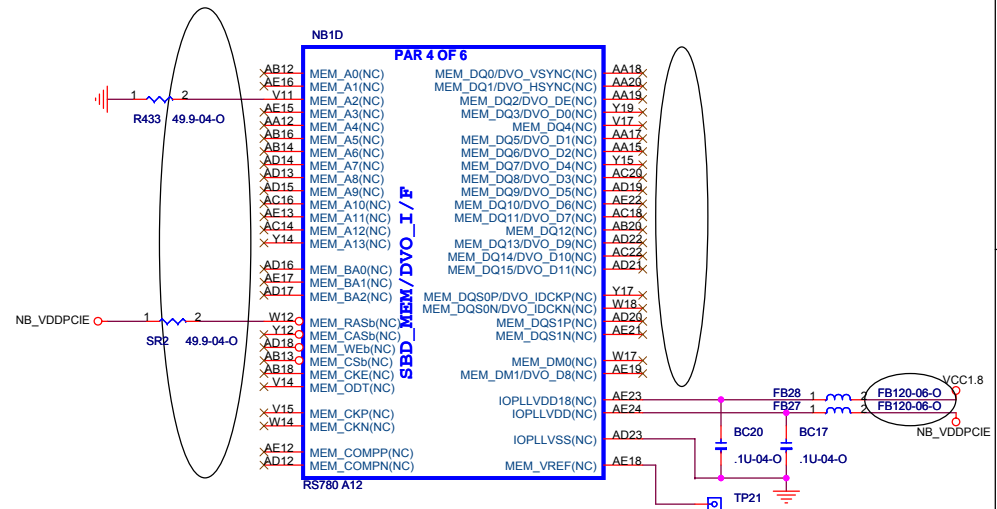 NB1D
PAR 4 OF 6
AB12 MEM_A0(NC) MEM_DQ0/DVO_VSYNC(NC) AA18
AE16 MEM_A1(NC) MEM_DQ1/DVO_HSYNC(NC) AA20
1 2 V11 MEM_A2(NC) MEM_DQ2/DVO_DE(NC) AA19
AE15 MEM_A3(NC) MEM_DQ3/DVO_D0(NC) Y19
R433 49.9-04-O AA12 MEM_A4(NC) MEM_DQ4(NC) V17
AB16 MEM_A5(NC) MEM_DQ5/DVO_D1(NC) AA17
AB14 MEM_A6(NC) MEM_DQ6/DVO_D2(NC) AA15
AD14 MEM_A7(NC) MEM_DQ7/DVO_D4(NC) Y15
AD13 MEM_A8(NC) MEM_DQ8/DVO_D3(NC) AC20
AD15 MEM_A9(NC) MEM_DQ9/DVO_D5(NC) AD19
AC16 MEM_A10(NC) MEM_DQ10/DVO_D6(NC) AE22
AE13 MEM_A11(NC) MEM_DQ11/DVO_D7(NC) AC18
AC14 MEM_A12(NC) MEM_DQ12(NC) AB20
Y14 MEM_A13(NC) MEM_DQ13/DVO_D9(NC) AD22
MEM_DQ14/DVO_D10(NC) AC22
AD16 MEM_BA0(NC) MEM_DQ15/DVO_D11(NC) AD21
AE17 MEM_BA1(NC)
AD17 MEM_BA2(NC) MEM_DQS0P/DVO_IDCKP(NC) Y17
MEM_DQS0N/DVO_IDCKN(NC) W18
NB_VDDPCIE 1 2 W12 MEM_RASb(NC) MEM_DQS1P(NC) AD20
Y12 MEM_CASb(NC) MEM_DQS1N(NC) AE21
SR2 49.9-04-O AD18 MEM_WEb(NC)
AB13 MEM_CSb(NC) MEM_DM0(NC) W17
AB18 MEM_CKE(NC) MEM_DM1/DVO_D8(NC) AE19
V14 MEM_ODT(NC)
SBD_MEM/DVO_I/F
VCC1.8
IOPLLVDD18(NC) AE23 FB28 1 2 FB120-06-O
V15 MEM_CKP(NC) IOPLLVDD(NC) AE24 FB27 1 2 FB120-06-O
W14 MEM_CKN(NC)
NB_VDDPCIE
IOPLLVSS(NC) AD23 BC20 BC17
AE12 MEM_COMPP(NC)
AD12 MEM_COMPN(NC) MEM_VREF(NC) AE18 .1U-04-O .1U-04-O
RS780 A12
TP21